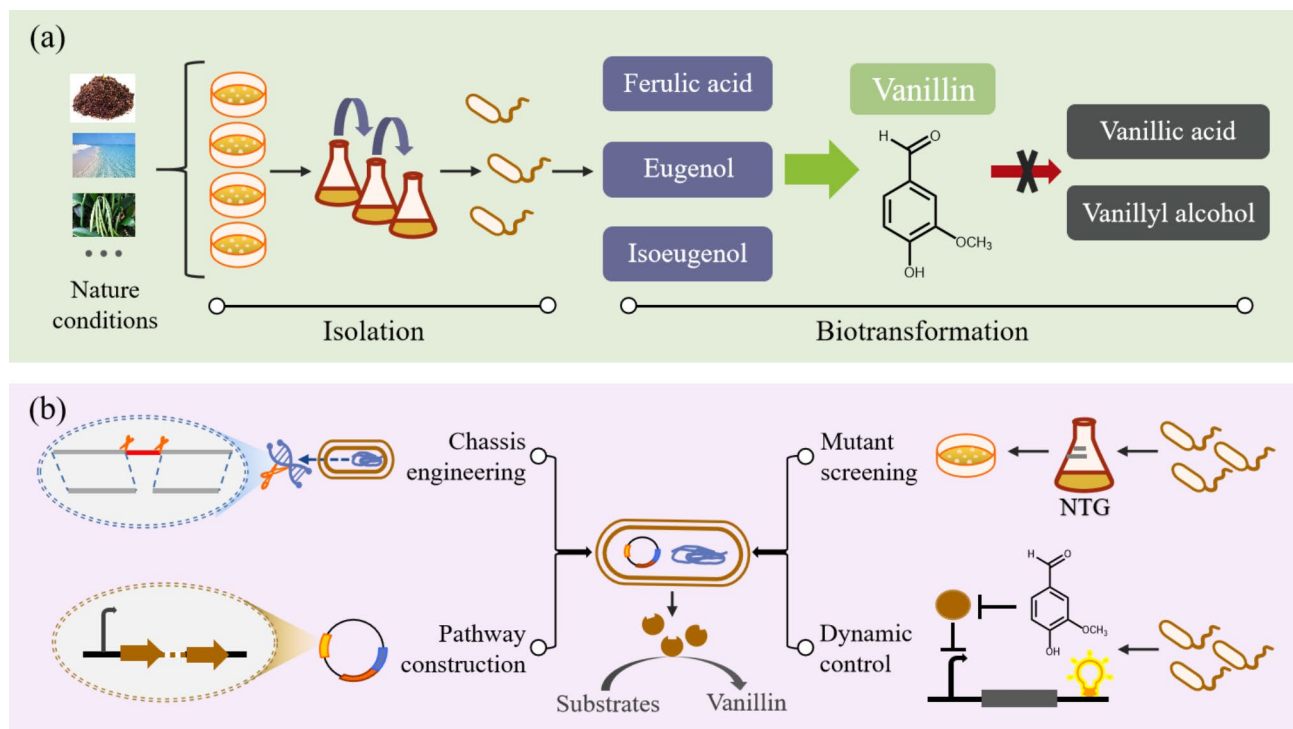 (a)
Nature
conditions
Isolation
Ferulic acid
Eugenol
Isoeugenol
Vanillin
H
O
OCH3
OH
Vanillic acid
Vanillyl alcohol
Biotransformation
(b)
Chassis
engineering
Pathway
construction
Substrates
Vanillin
Mutant
screening
NTG
Dynamic
control
H
O
OCH3
OH